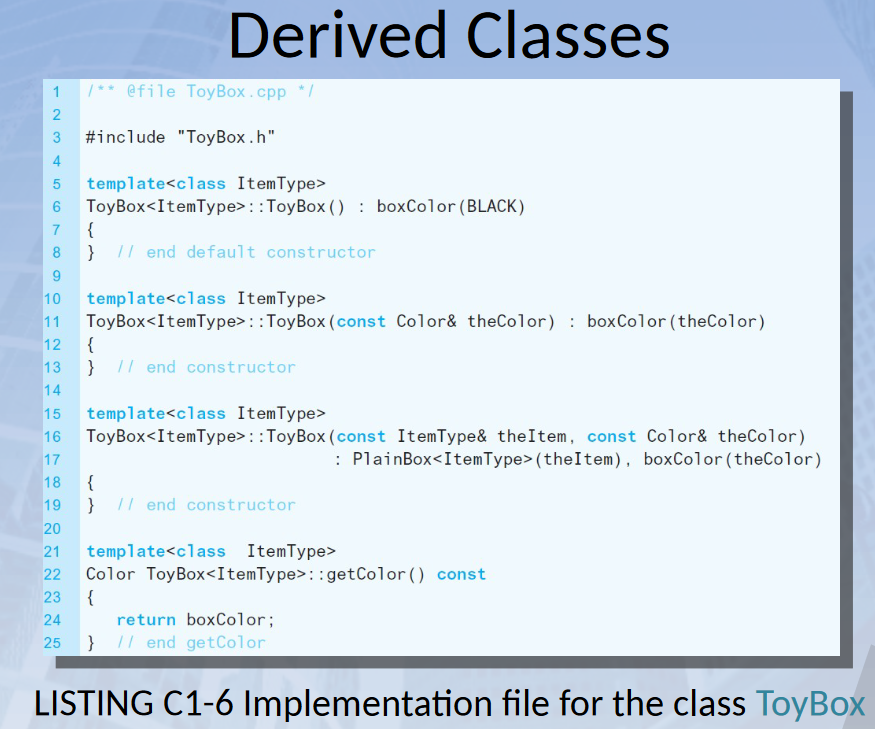 Derived Classes
1 /** @file ToyBox.cpp */
2
3 #include "ToyBox.h"
4
5 template<class ItemType>
6 ToyBox<ItemType>::ToyBox() : boxColor(BLACK)
7 {
8 } // end default constructor
9
10 template<class ItemType>
11 ToyBox<ItemType>::ToyBox(const Color& theColor) : boxColor(theColor)
12 {
13 } // end constructor
14
15 template<class ItemType>
16 ToyBox<ItemType>::ToyBox(const ItemType& theItem, const Color& theColor)
17 : PlainBox<ItemType>(theItem), boxColor(theColor)
18 {
19 } // end constructor
20
21 template<class ItemType>
22 Color ToyBox<ItemType>::getColor() const
23 {
24 return boxColor;
25 } // end getColor
LISTING C1-6 Implementation file for the class ToyBox